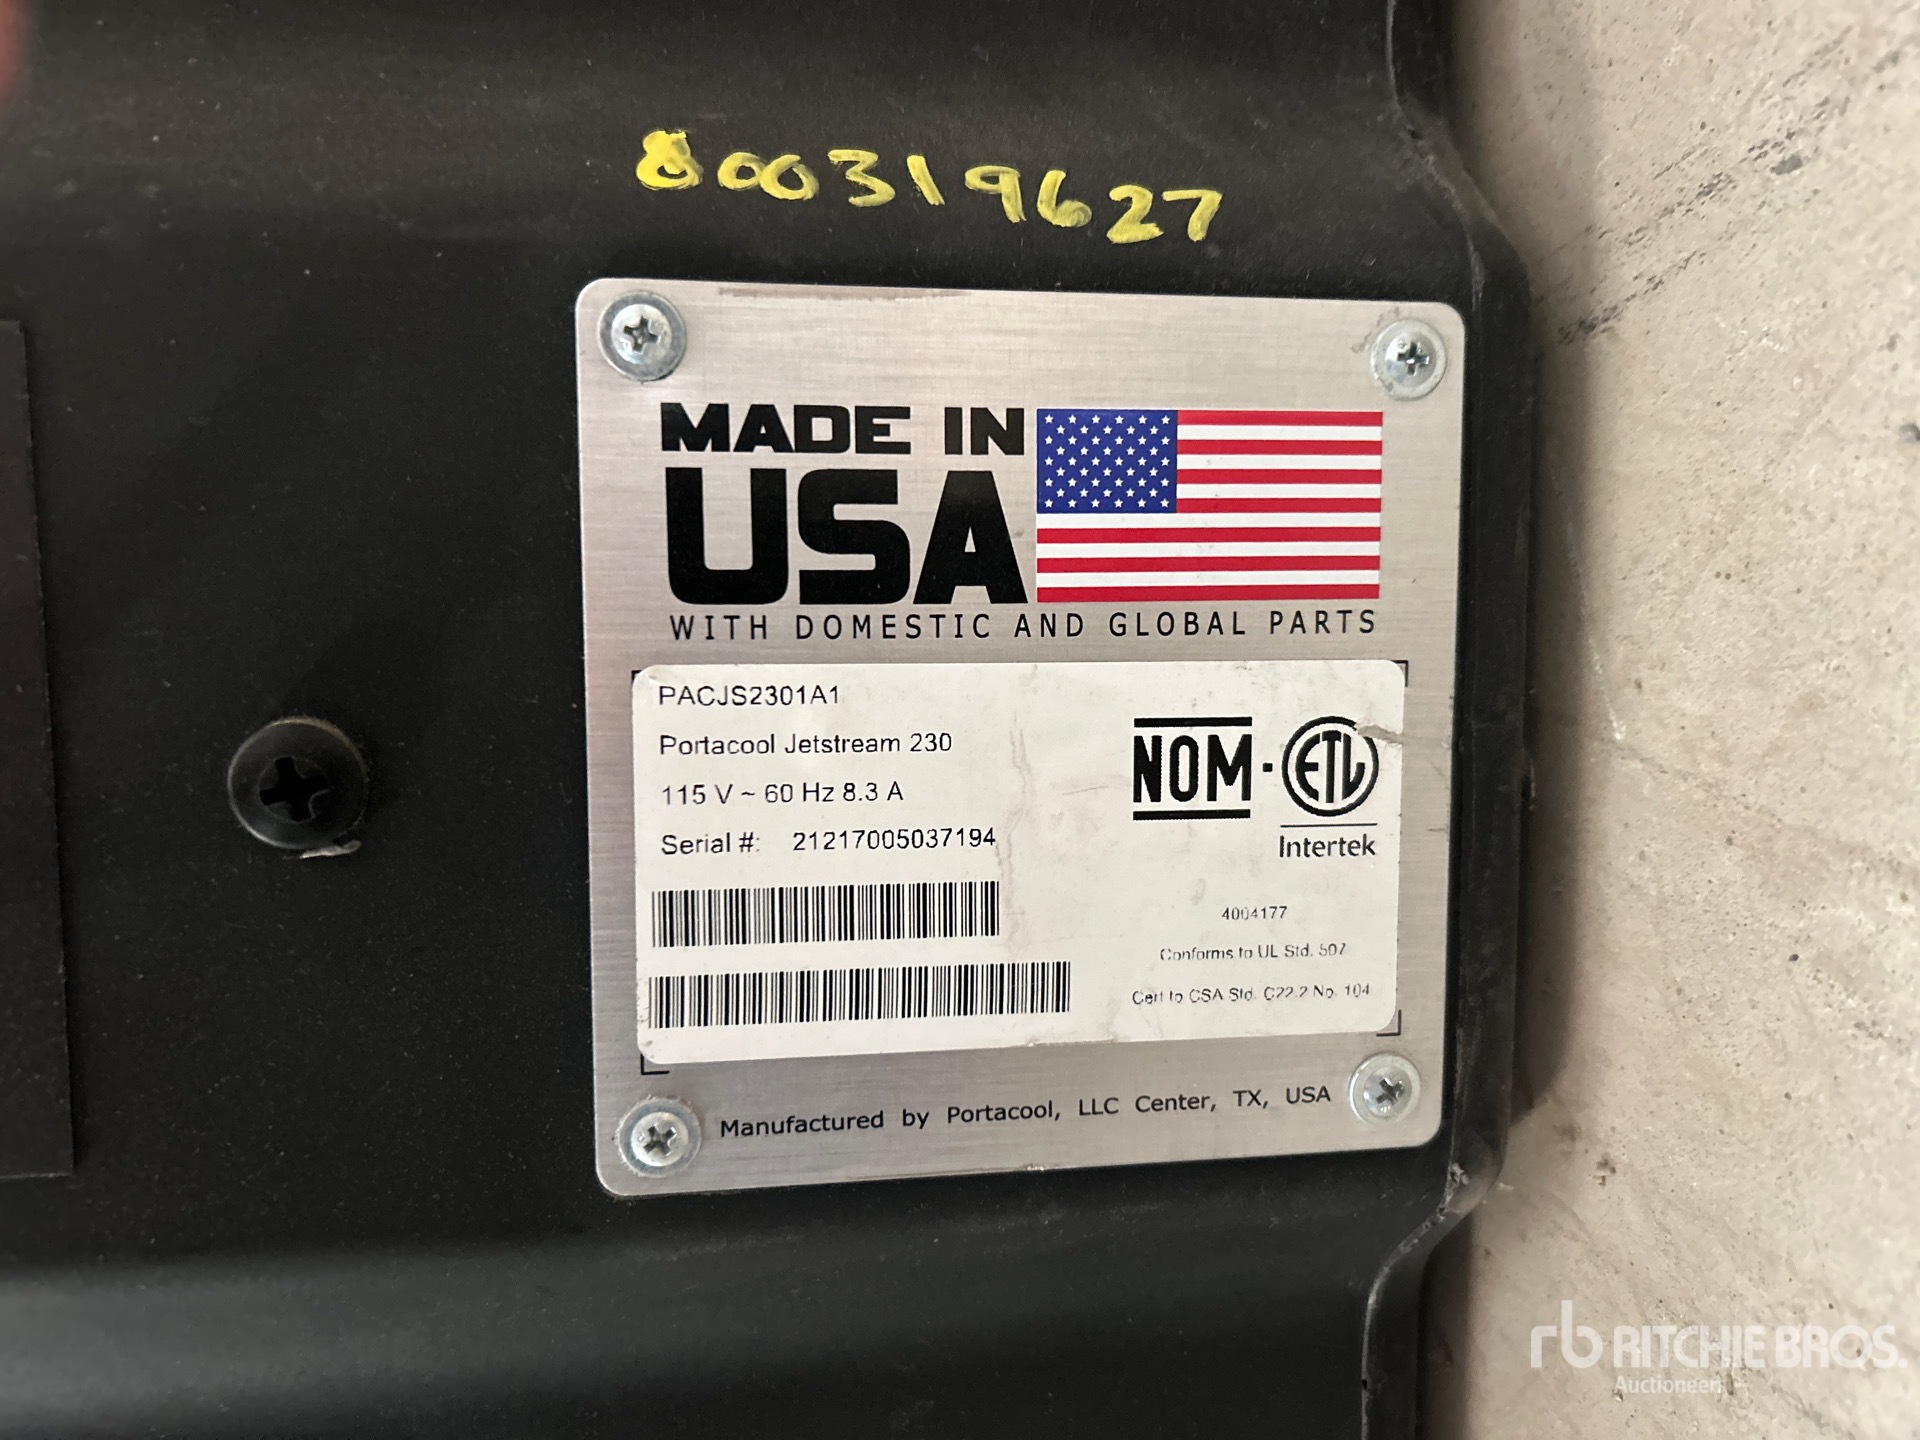 800319627
MADE IN
USA
WITH DOMESTIC AND GLOBAL PARTS
PACJS2301A1
Portacool Jetstream 230
115 V ~ 60 Hz 8.3 A
Serial #: 21217005037194
NOM - ETL
Intertek
4004177
Conforms to UL Std. 507
Cert to CSA Std. C22.2 No. 104
Manufactured by Portacool, LLC Center, TX, USA
rb RITCHIE BROS.
Auctioneers